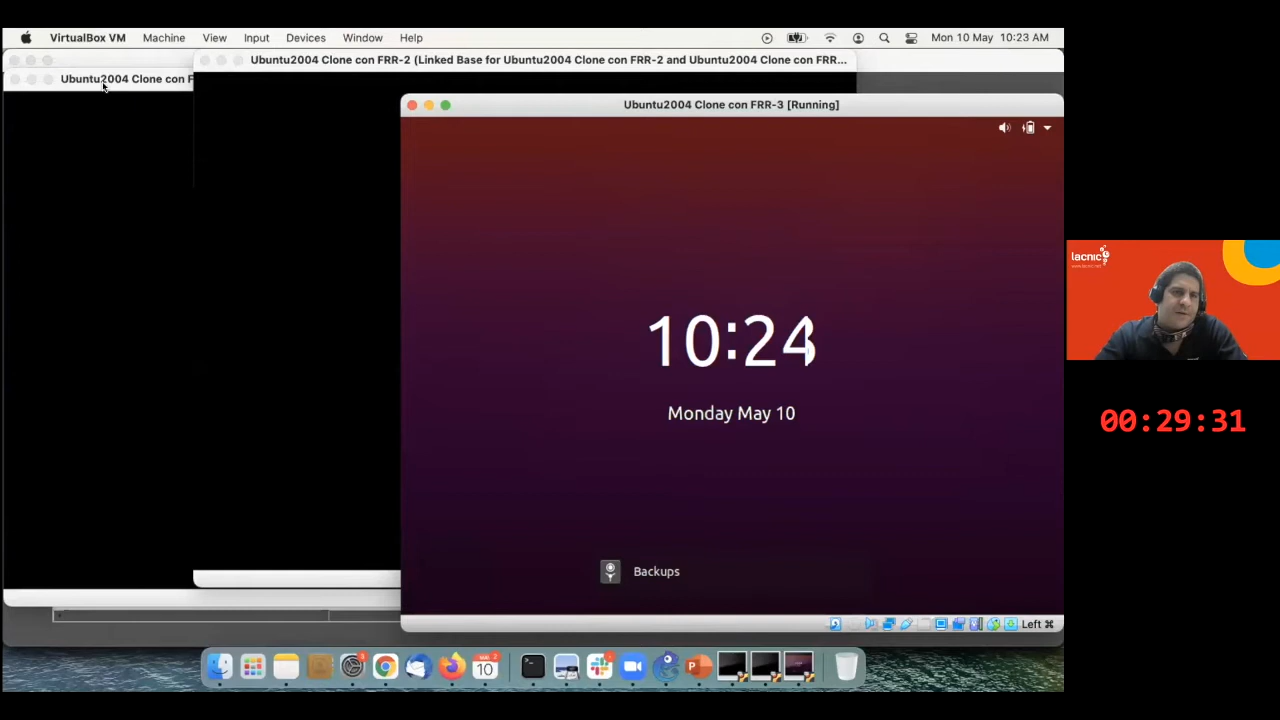 VirtualBox VM Machine View Input Devices Window Help Mon 10 May 10:23 AM
Ubuntu2004 Clone con FRR-2 (Linked Base for Ubuntu2004 Clone con FRR-2 and Ubuntu2004 Clone con FRR...
Ubuntu2004 Clone con F
Ubuntu2004 Clone con FRR-3 [Running]
10:24
Monday May 10
Backups
Left ⌘
10
lacnic
00:29:31